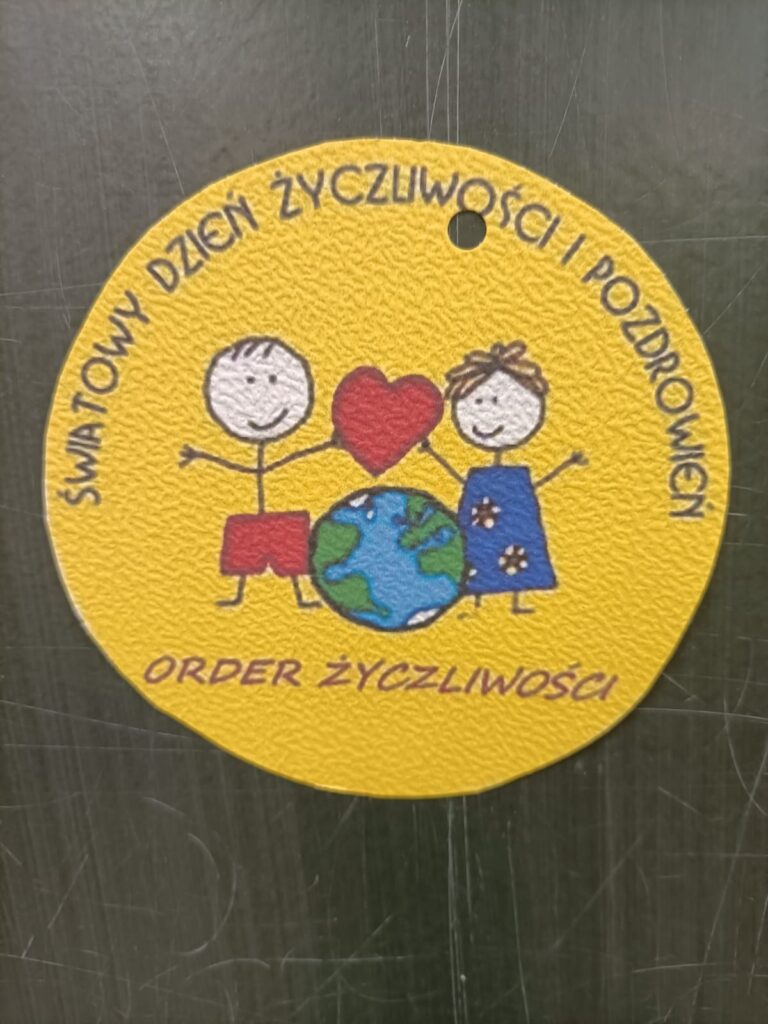 ŚWIATOWY DZIEŃ ŻYCZLIWOŚCI I POZDROWIEŃ
ORDER ŻYCZLIWOŚCI